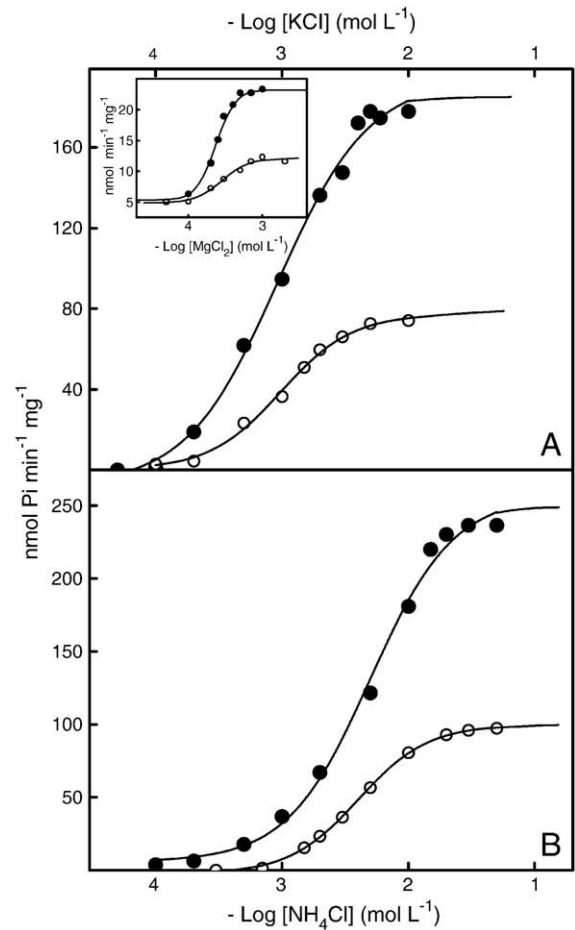 - Log [KCl] (mol L⁻¹)
4 3 2 1
160
120
80
40
nmol min⁻¹ mg⁻¹
20
15
10
5
4 3
- Log [MgCl₂] (mol L⁻¹)
A
nmol Pi min⁻¹ mg⁻¹
250
200
150
100
50
B
4 3 2 1
- Log [NH₄Cl] (mol L⁻¹)